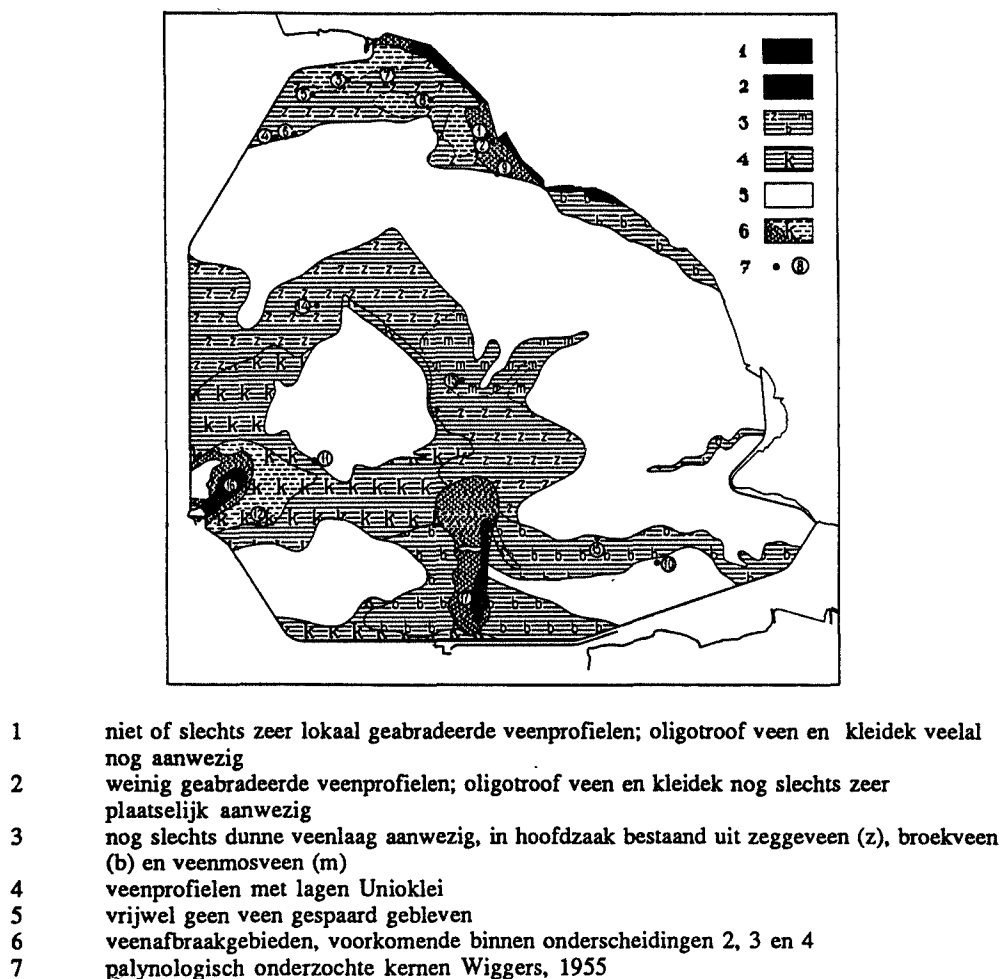 1
2
3 z m b
4 k
5
6 k
7 • ⑧
1 niet of slechts zeer lokaal geabradeerde veenprofielen; oligotroof veen en kleidek veelal
nog aanwezig
2 weinig geabradeerde veenprofielen; oligotroof veen en kleidek nog slechts zeer
plaatselijk aanwezig
3 nog slechts dunne veenlaag aanwezig, in hoofdzaak bestaand uit zeggeveen (z), broekveen
(b) en veenmosveen (m)
4 veenprofielen met lagen Unioklei
5 vrijwel geen veen gespaard gebleven
6 veenafbraakgebieden, voorkomende binnen onderscheidingen 2, 3 en 4
7 palynologisch onderzochte kernen Wiggers, 1955